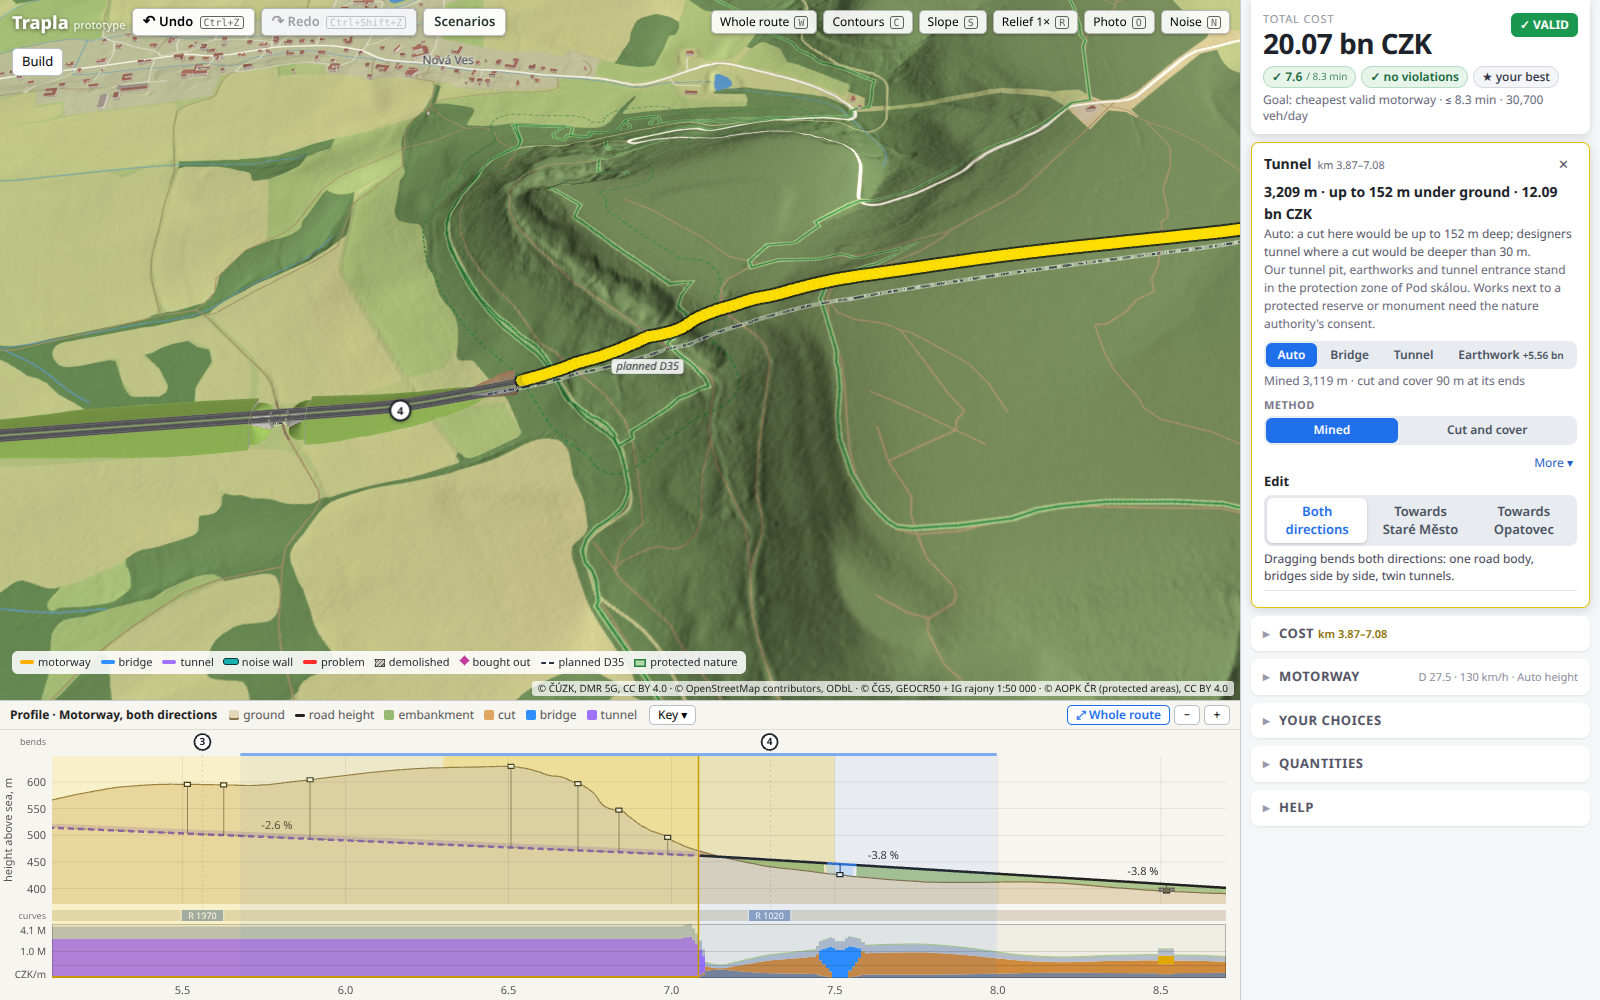 Trapla prototype
↶ Undo Ctrl+Z
↷ Redo Ctrl+Shift+Z
Scenarios
Whole route W
Contours C
Slope S
Relief 1× R
Photo O
Noise N
Build
Nová Ves
planned D35
4
motorway
bridge
tunnel
noise wall
problem
demolished
bought out
planned D35
protected nature
© ČÚZK, DMR 5G, CC BY 4.0 · © OpenStreetMap contributors, ODbL · © ČGS, GEOCR50 + IG rajony 1:50 000 · © AOPK ČR (protected areas), CC BY 4.0
TOTAL COST
20.07 bn CZK
✓ VALID
✓ 7.6 / 8.3 min
✓ no violations
★ your best
Goal: cheapest valid motorway · ≤ 8.3 min · 30,700
veh/day
Tunnel km 3.87–7.08 ✕
3,209 m · up to 152 m under ground · 12.09
bn CZK
Auto: a cut here would be up to 152 m deep; designers
tunnel where a cut would be deeper than 30 m.
Our tunnel pit, earthworks and tunnel entrance stand
in the protection zone of Pod skálou. Works next to a
protected reserve or monument need the nature
authority's consent.
Auto
Bridge
Tunnel
Earthwork +5.56 bn
Mined 3,119 m · cut and cover 90 m at its ends
METHOD
Mined
Cut and cover
More ▾
Edit
Both
directions
Towards
Staré Město
Towards
Opatovec
Dragging bends both directions: one road body,
bridges side by side, twin tunnels.
▶ COST km 3.87–7.08
▶ MOTORWAY D 27.5 · 130 km/h · Auto height
▶ YOUR CHOICES
▶ QUANTITIES
▶ HELP
Profile · Motorway, both directions
ground
road height
embankment
cut
bridge
tunnel
Key ▾
⤢ Whole route
−
+
bends
3
4
height above sea, m
600
550
500
450
400
-2.6 %
-3.8 %
-3.8 %
curves
R 1970
R 1020
4.1 M
1.0 M
CZK/m
5.5
6.0
6.5
7.0
7.5
8.0
8.5